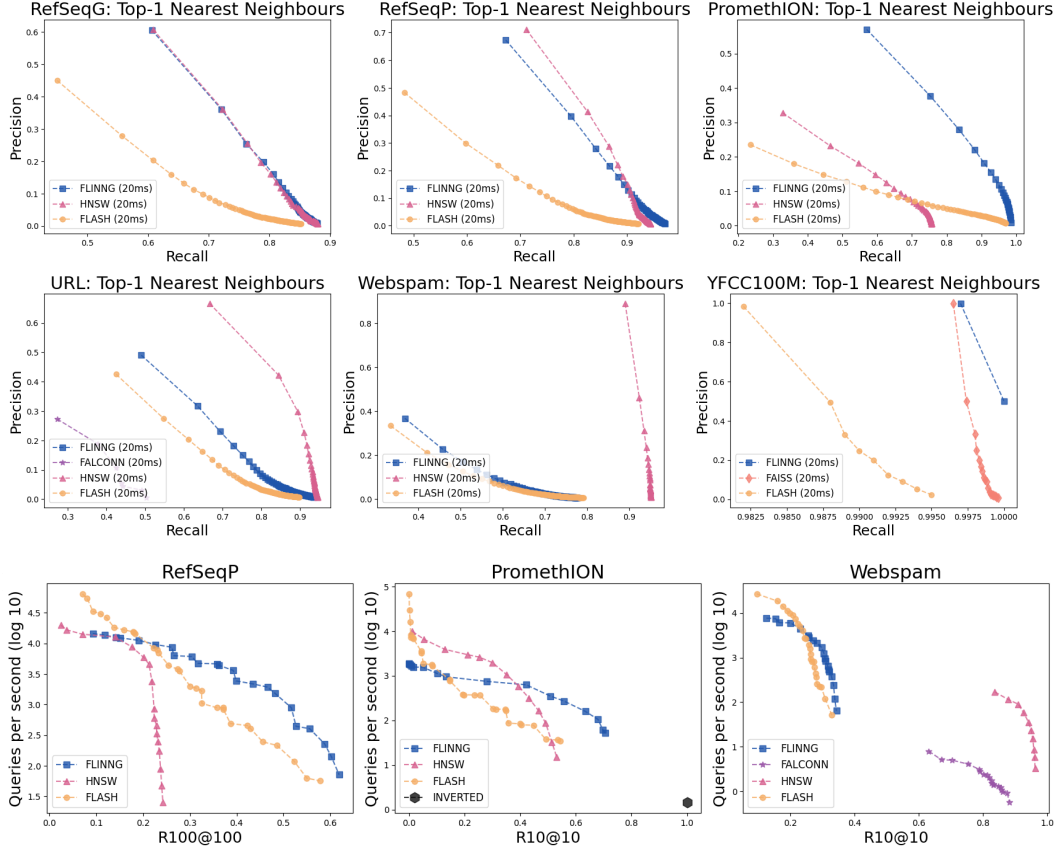 RefSeqG: Top-1 Nearest Neighbours
RefSeqP: Top-1 Nearest Neighbours
PromethION: Top-1 Nearest Neighbours
Precision
0.6
0.5
0.4
0.3
0.2
0.1
0.0
FLINNG (20ms)
HNSW (20ms)
FLASH (20ms)
0.5
0.6
0.7
0.8
0.9
Recall
Precision
0.7
0.6
0.5
0.4
0.3
0.2
0.1
0.0
FLINNG (20ms)
HNSW (20ms)
FLASH (20ms)
0.5
0.6
0.7
0.8
0.9
Recall
Precision
0.5
0.4
0.3
0.2
0.1
0.0
FLINNG (20ms)
HNSW (20ms)
FLASH (20ms)
0.2
0.3
0.4
0.5
0.6
0.7
0.8
0.9
1.0
Recall
URL: Top-1 Nearest Neighbours
Webspam: Top-1 Nearest Neighbours
YFCC100M: Top-1 Nearest Neighbours
Precision
0.6
0.5
0.4
0.3
0.2
0.1
0.0
FLINNG (20ms)
FALCONN (20ms)
HNSW (20ms)
FLASH (20ms)
0.3
0.4
0.5
0.6
0.7
0.8
0.9
Recall
Precision
0.8
0.6
0.4
0.2
0.0
FLINNG (20ms)
HNSW (20ms)
FLASH (20ms)
0.4
0.5
0.6
0.7
0.8
0.9
Recall
Precision
1.0
0.8
0.6
0.4
0.2
0.0
FLINNG (20ms)
FAISS (20ms)
FLASH (20ms)
0.9825
0.9850
0.9875
0.9900
0.9925
0.9950
0.9975
1.0000
Recall
RefSeqP
PromethION
Webspam
Queries per second (log 10)
4.5
4.0
3.5
3.0
2.5
2.0
1.5
FLINNG
HNSW
FLASH
0.0
0.1
0.2
0.3
0.4
0.5
0.6
R100@100
Queries per second (log 10)
5
4
3
2
1
0
FLINNG
HNSW
FLASH
INVERTED
0.0
0.2
0.4
0.6
0.8
1.0
R10@10
Queries per second (log 10)
4
3
2
1
0
FLINNG
FALCONN
HNSW
FLASH
0.2
0.4
0.6
0.8
1.0
R10@10